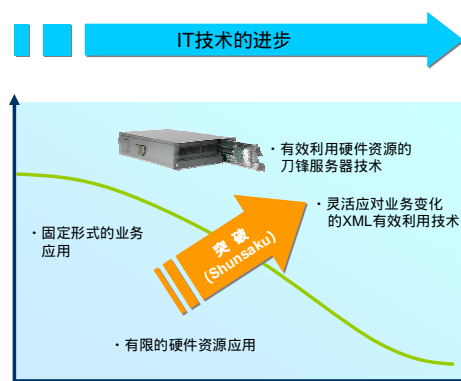 IT技术的进步
・有效利用硬件资源的
刀锋服务器技术
・灵活应对业务变化
的XML有效利用技术
・固定形式的业务
应用
突破
(Shunsaku)
・有限的硬件资源应用